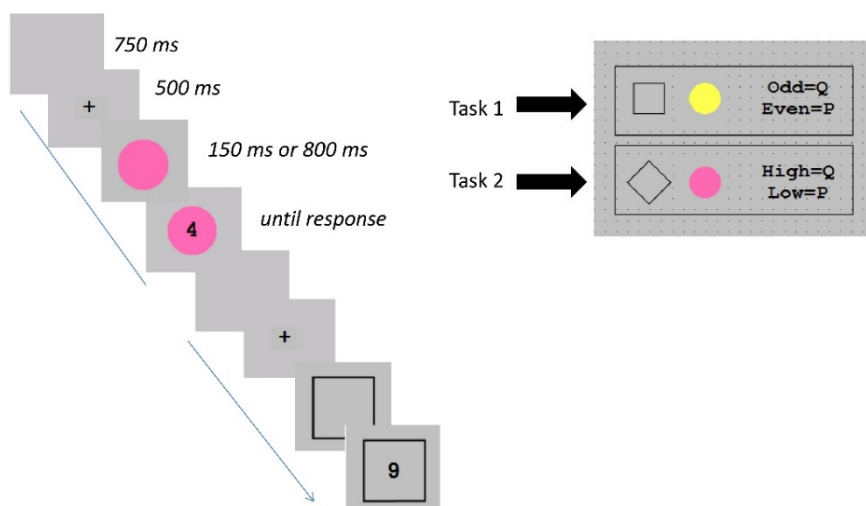 750 ms
+
500 ms
150 ms or 800 ms
4
until response
+
9
Task 1
Odd=Q
Even=P
Task 2
High=Q
Low=P